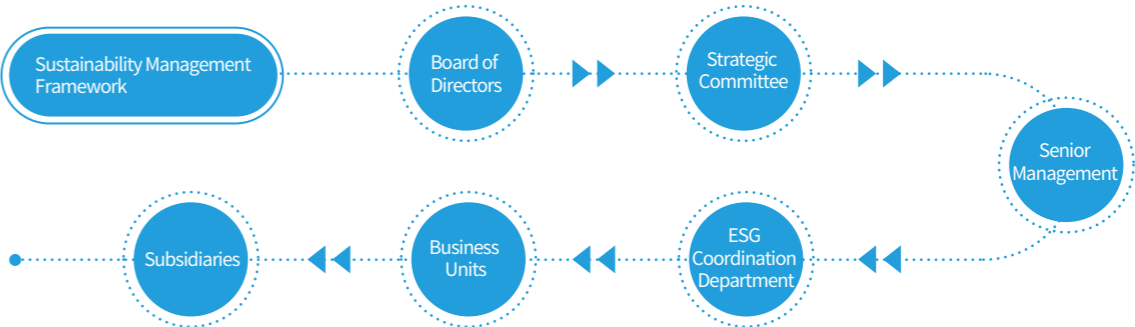 Sustainability Management
Framework
Board of
Directors
Strategic
Committee
Senior
Management
ESG
Coordination
Department
Business
Units
Subsidiaries